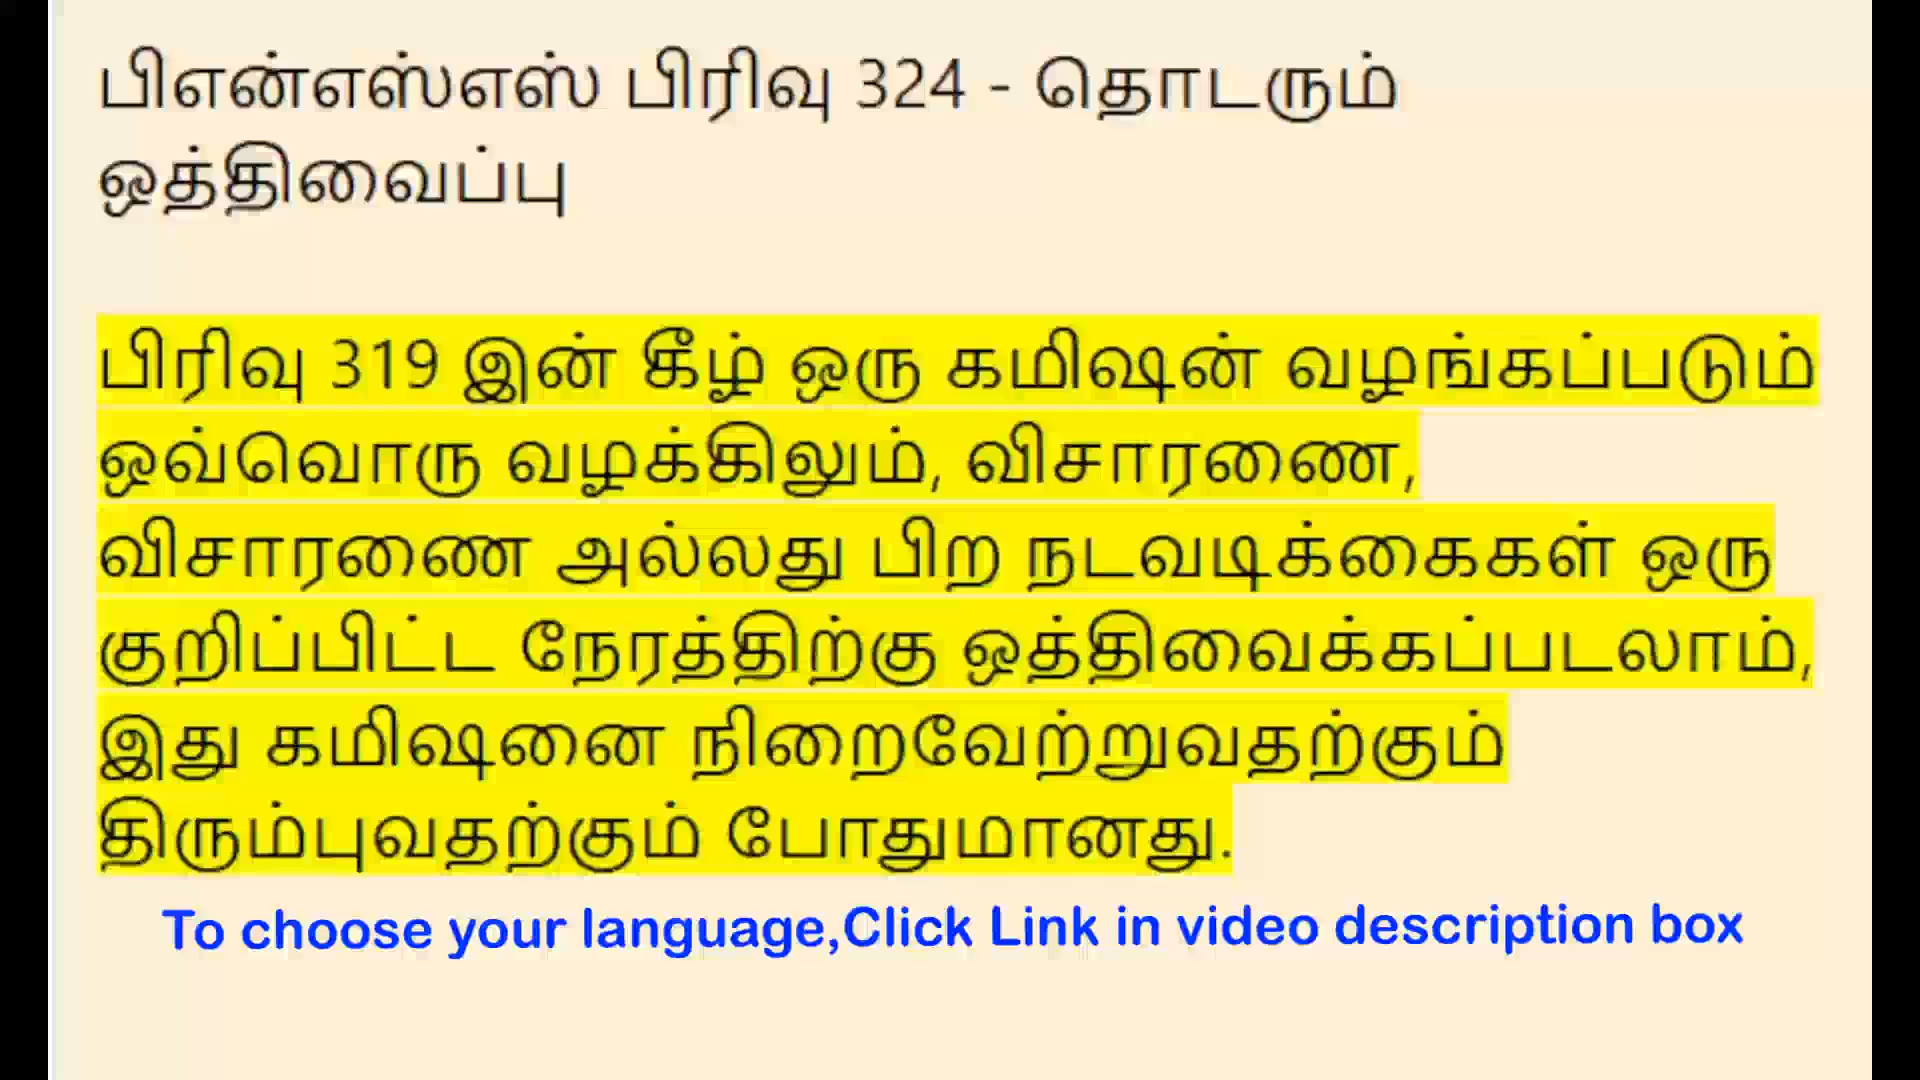 பிஎன்எஸ்எஸ் பிரிவு 324 - தொடரும்
ஒத்திவைப்பு
பிரிவு 319 இன் கீழ் ஒரு கமிஷன் வழங்கப்படும்
ஒவ்வொரு வழக்கிலும், விசாரணை,
விசாரணை அல்லது பிற நடவடிக்கைகள் ஒரு
குறிப்பிட்ட நேரத்திற்கு ஒத்திவைக்கப்படலாம்,
இது கமிஷனை நிறைவேற்றுவதற்கும்
திரும்புவதற்கும் போதுமானது.
To choose your language,Click Link in video description box